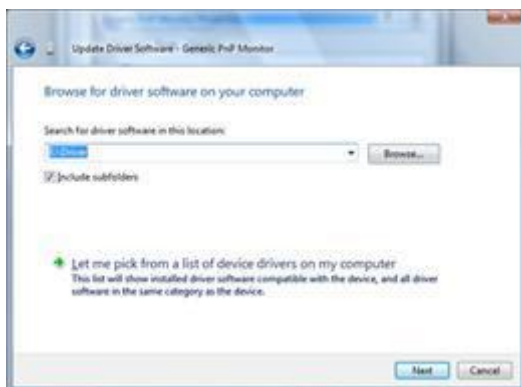 Update Driver Software - Generic PnP Monitor
Browse for driver software on your computer
Search for driver software in this location:
Browse...
Include subfolders
Let me pick from a list of device drivers on my computer
This list will show installed driver software compatible with the device, and all driver
software in the same category as the device.
Next
Cancel